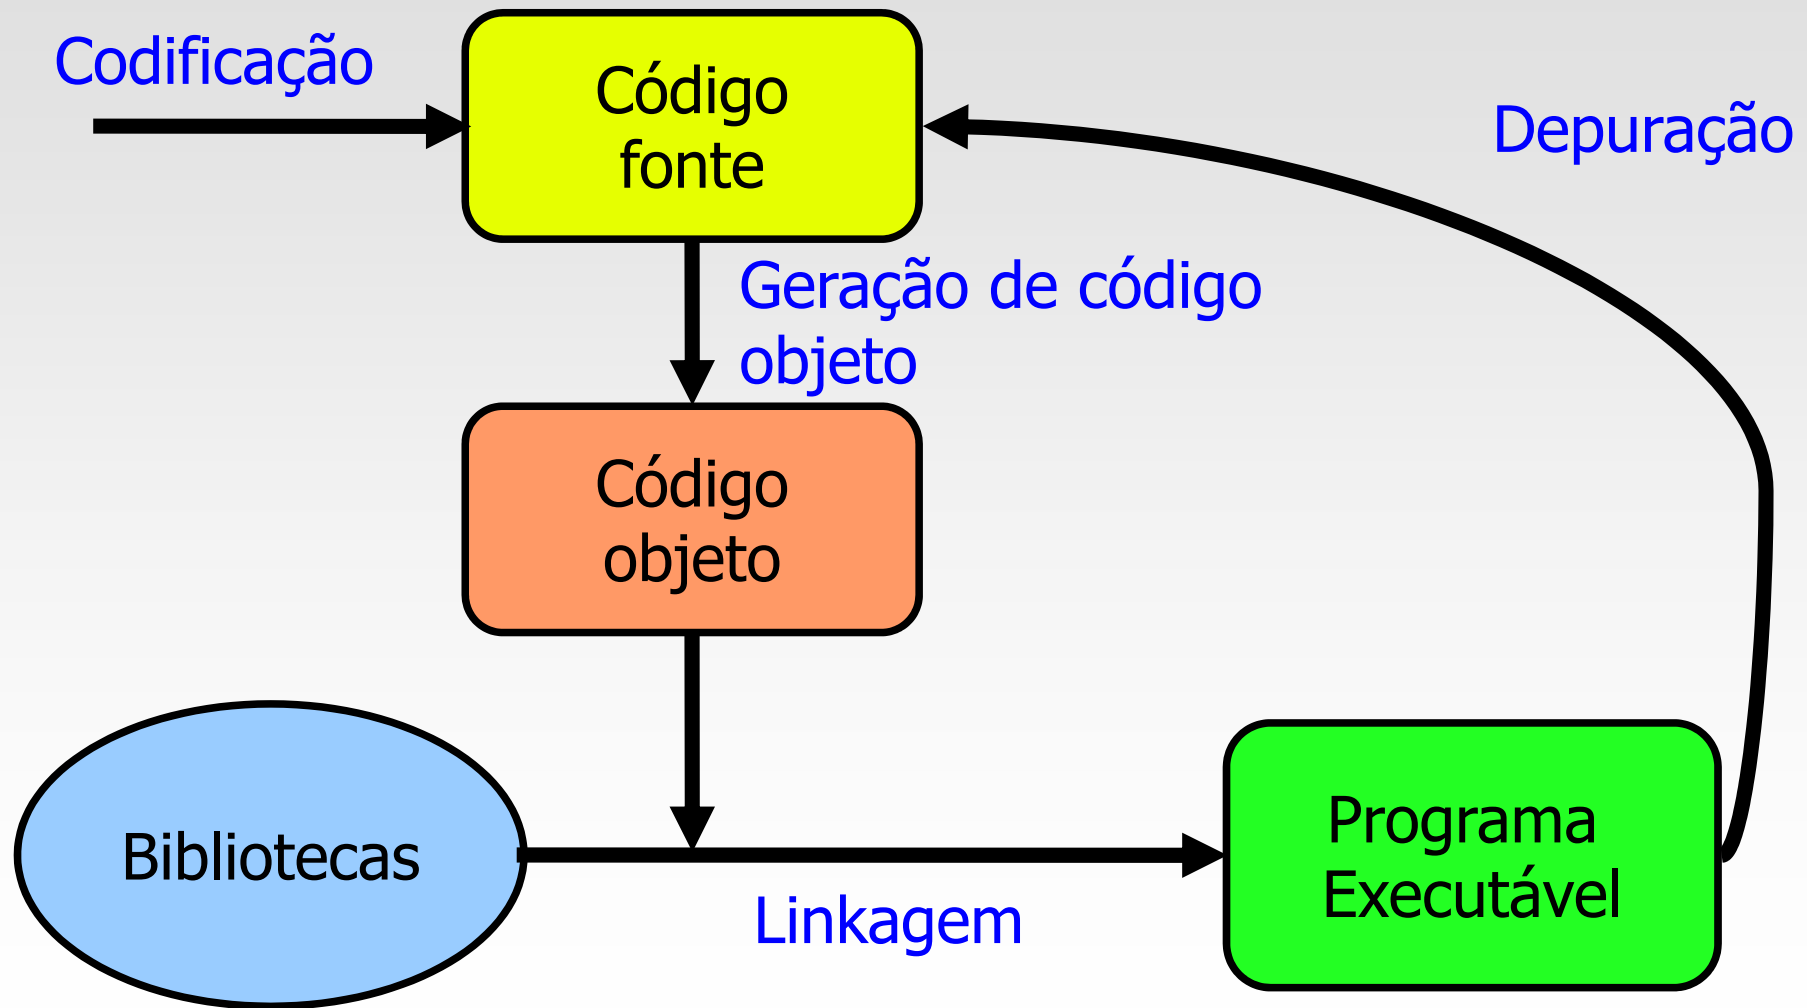 Codificação
Código
fonte
Depuração
Geração de código
objeto
Código
objeto
Bibliotecas
Programa
Executável
Linkagem